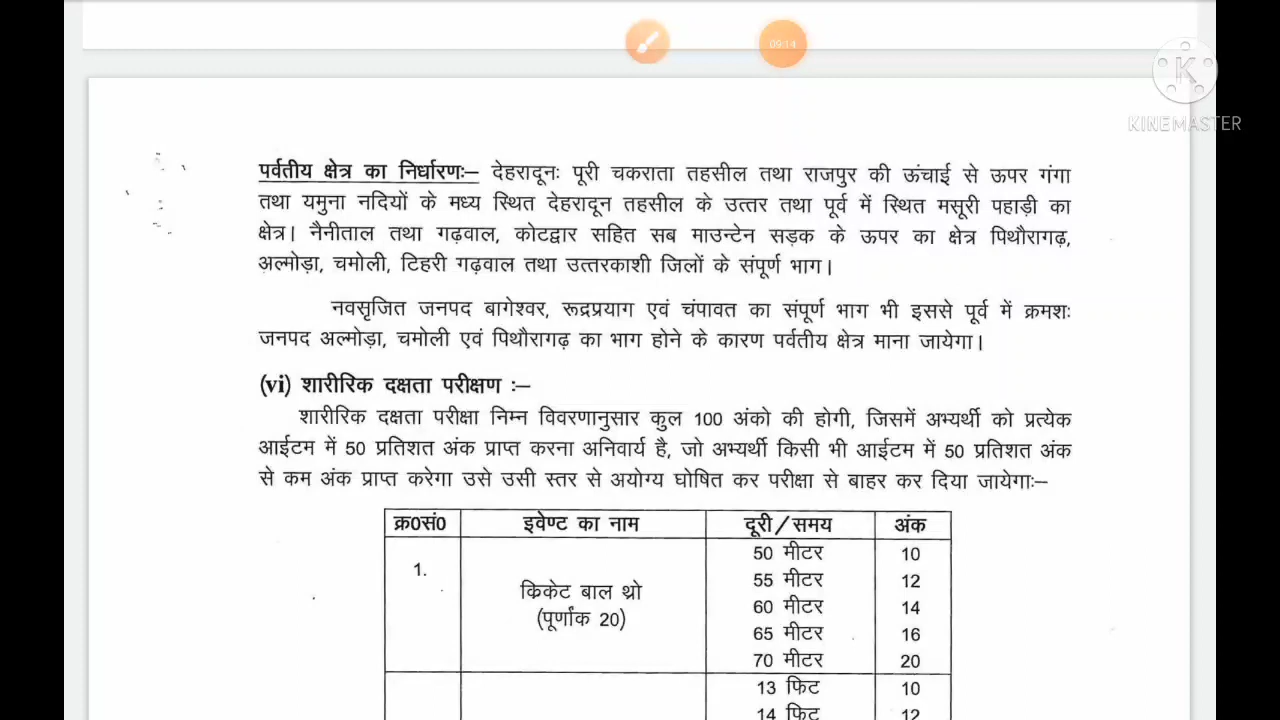 09:14
K
KINEMASTER
पर्वतीय क्षेत्र का निर्धारणः– देहरादूनः पूरी चकराता तहसील तथा राजपुर की ऊंचाई से ऊपर गंगा
तथा यमुना नदियों के मध्य स्थित देहरादून तहसील के उत्तर तथा पूर्व में स्थित मसूरी पहाड़ी का
क्षेत्र। नैनीताल तथा गढ़वाल, कोटद्वार सहित सब माउन्टेन सड़क के ऊपर का क्षेत्र पिथौरागढ़,
अल्मोड़ा, चमोली, टिहरी गढ़वाल तथा उत्तरकाशी जिलों के संपूर्ण भाग।
नवसृजित जनपद बागेश्वर, रूद्रप्रयाग एवं चंपावत का संपूर्ण भाग भी इससे पूर्व में क्रमशः
जनपद अल्मोड़ा, चमोली एवं पिथौरागढ़ का भाग होने के कारण पर्वतीय क्षेत्र माना जायेगा।
(vi) शारीरिक दक्षता परीक्षण :–
शारीरिक दक्षता परीक्षा निम्न विवरणानुसार कुल 100 अंको की होगी, जिसमें अभ्यर्थी को प्रत्येक
आईटम में 50 प्रतिशत अंक प्राप्त करना अनिवार्य है, जो अभ्यर्थी किसी भी आईटम में 50 प्रतिशत अंक
से कम अंक प्राप्त करेगा उसे उसी स्तर से अयोग्य घोषित कर परीक्षा से बाहर कर दिया जायेगाः–
क्र0सं0 इवेण्ट का नाम दूरी/समय अंक
1. क्रिकेट बाल थ्रो
(पूर्णांक 20)
50 मीटर 10
55 मीटर 12
60 मीटर 14
65 मीटर 16
70 मीटर 20
13 फिट 10
14 फिट 12